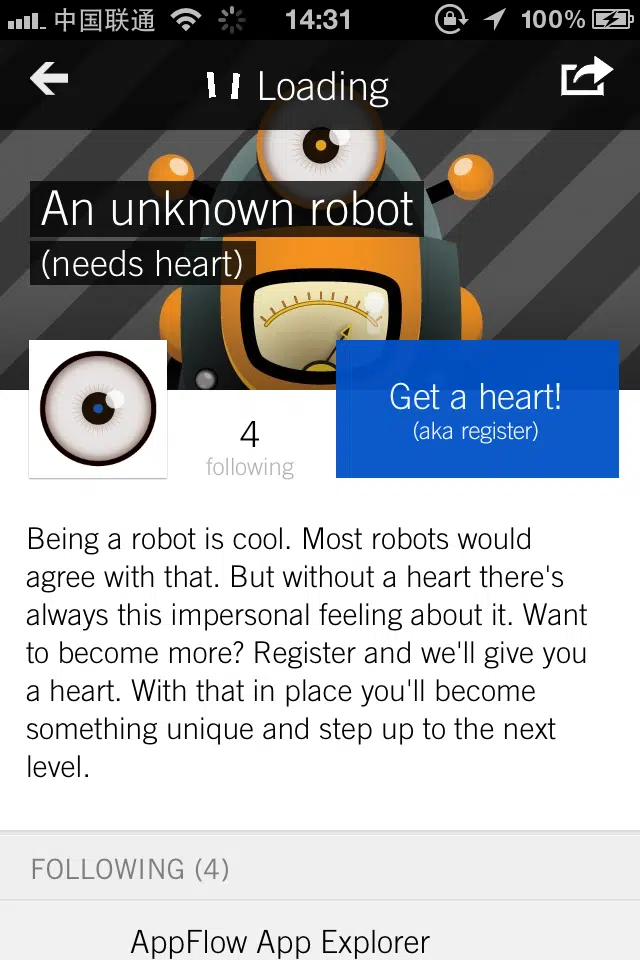 中国联通 14:31 100%
Loading
An unknown robot
(needs heart)
Get a heart!
(aka register)
4
following
Being a robot is cool. Most robots would
agree with that. But without a heart there's
always this impersonal feeling about it. Want
to become more? Register and we'll give you
a heart. With that in place you'll become
something unique and step up to the next
level.
FOLLOWING (4)
AppFlow App Explorer